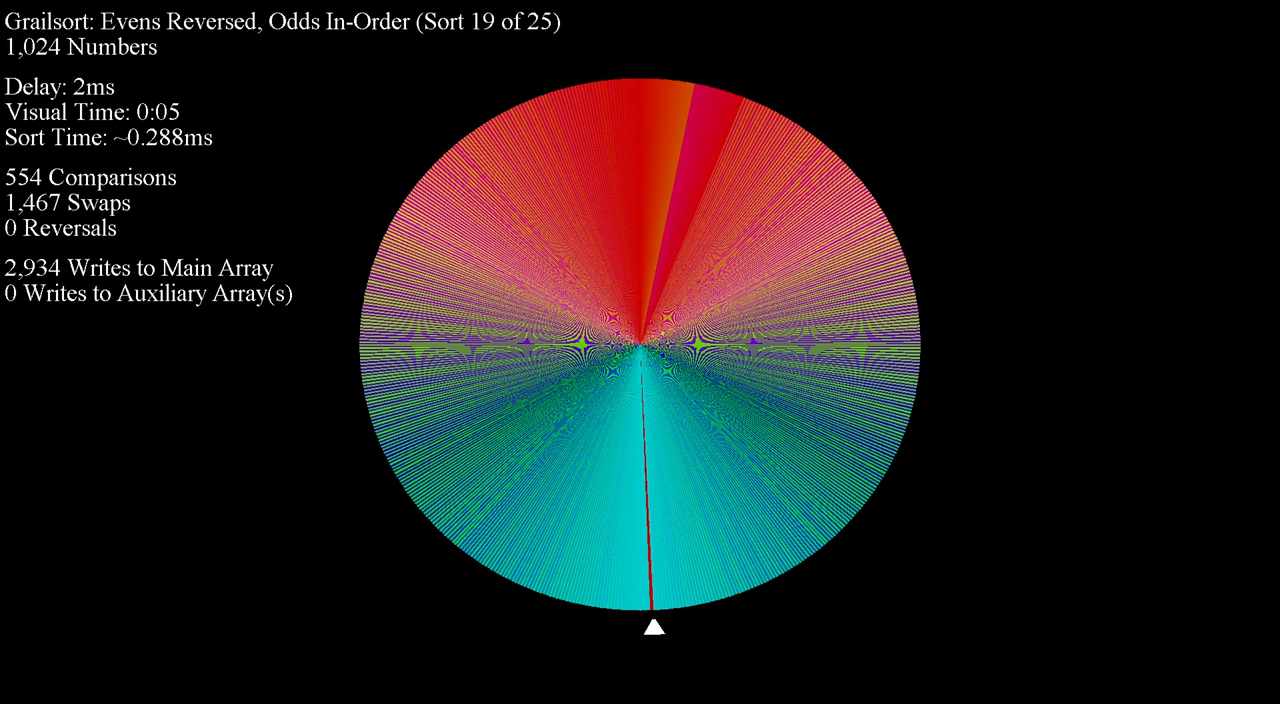 Grailsort: Evens Reversed, Odds In-Order (Sort 19 of 25)
1,024 Numbers
Delay: 2ms
Visual Time: 0:05
Sort Time: ~0.288ms
554 Comparisons
1,467 Swaps
0 Reversals
2,934 Writes to Main Array
0 Writes to Auxiliary Array(s)